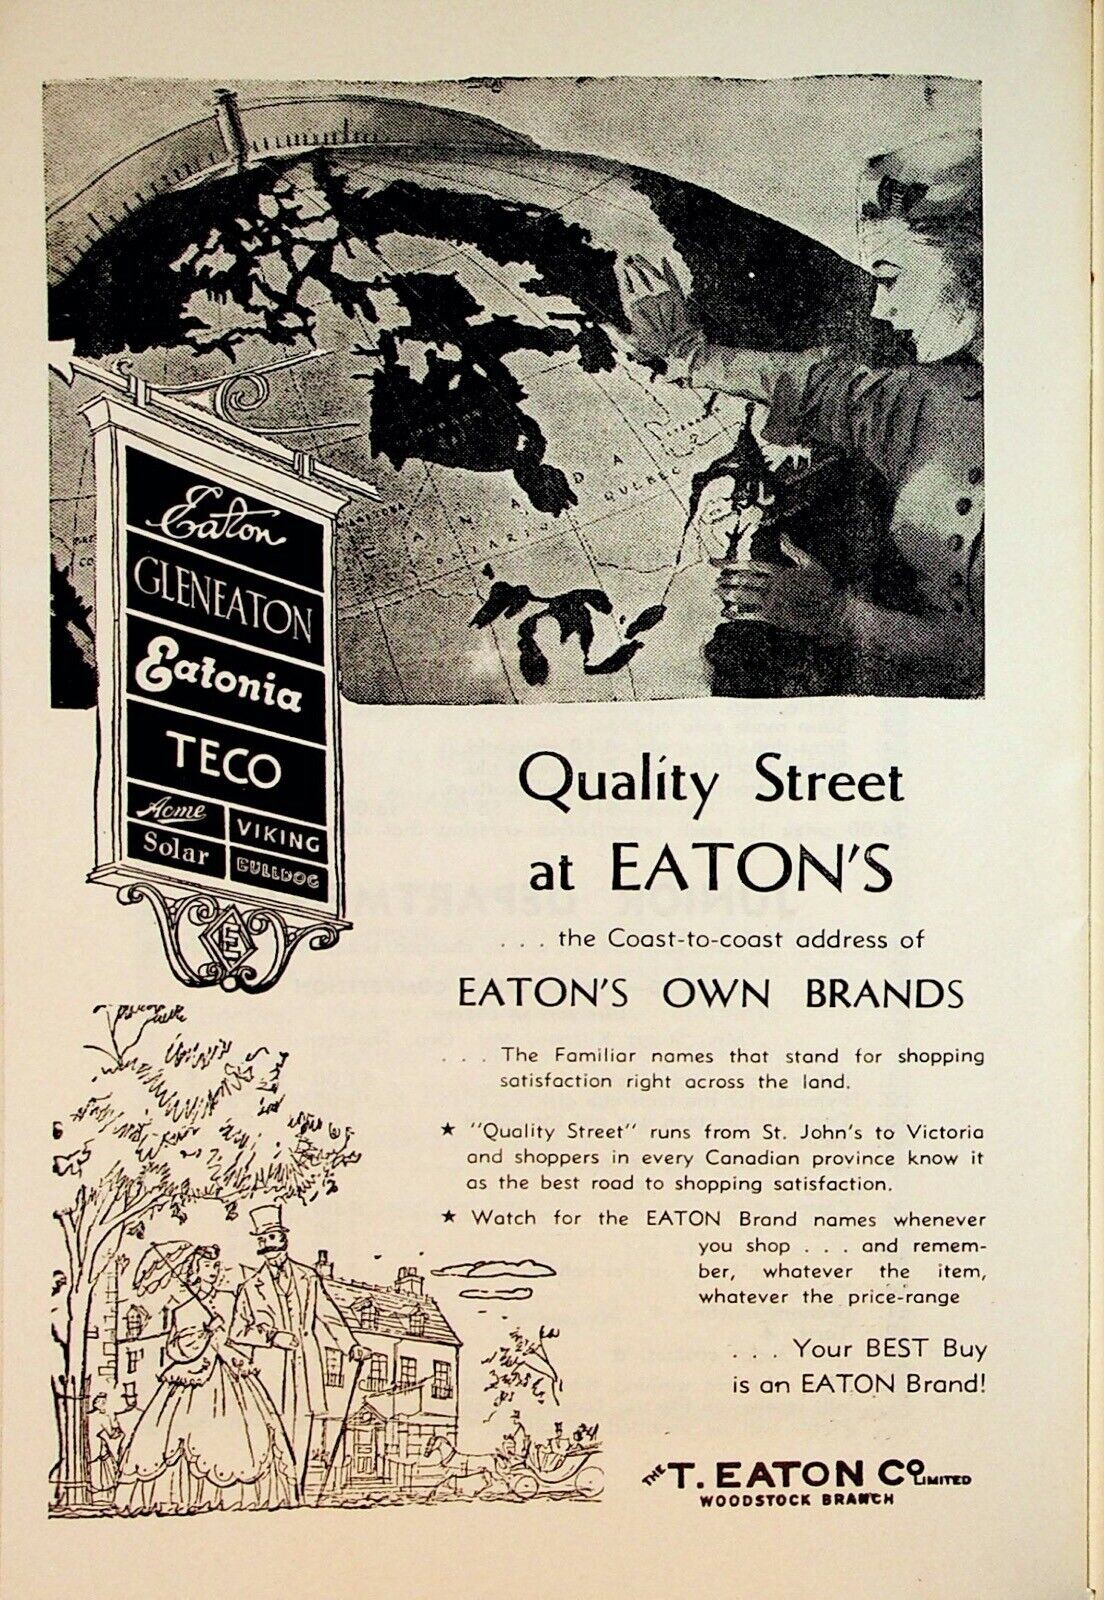 Eaton
GLENEATON
Eatonia
TECO
Acme
VIKING
Solar
BULLDOG
E
CANADA
QUEBEC
Quality Street
at EATON'S
. . . the Coast-to-coast address of
EATON'S OWN BRANDS
. . . The Familiar names that stand for shopping
satisfaction right across the land.
★ "Quality Street" runs from St. John's to Victoria
and shoppers in every Canadian province know it
as the best road to shopping satisfaction.
★ Watch for the EATON Brand names whenever
you shop . . . and remem-
ber, whatever the item,
whatever the price-range
. . . Your BEST Buy
is an EATON Brand!
THE T. EATON CO LIMITED
WOODSTOCK BRANCH